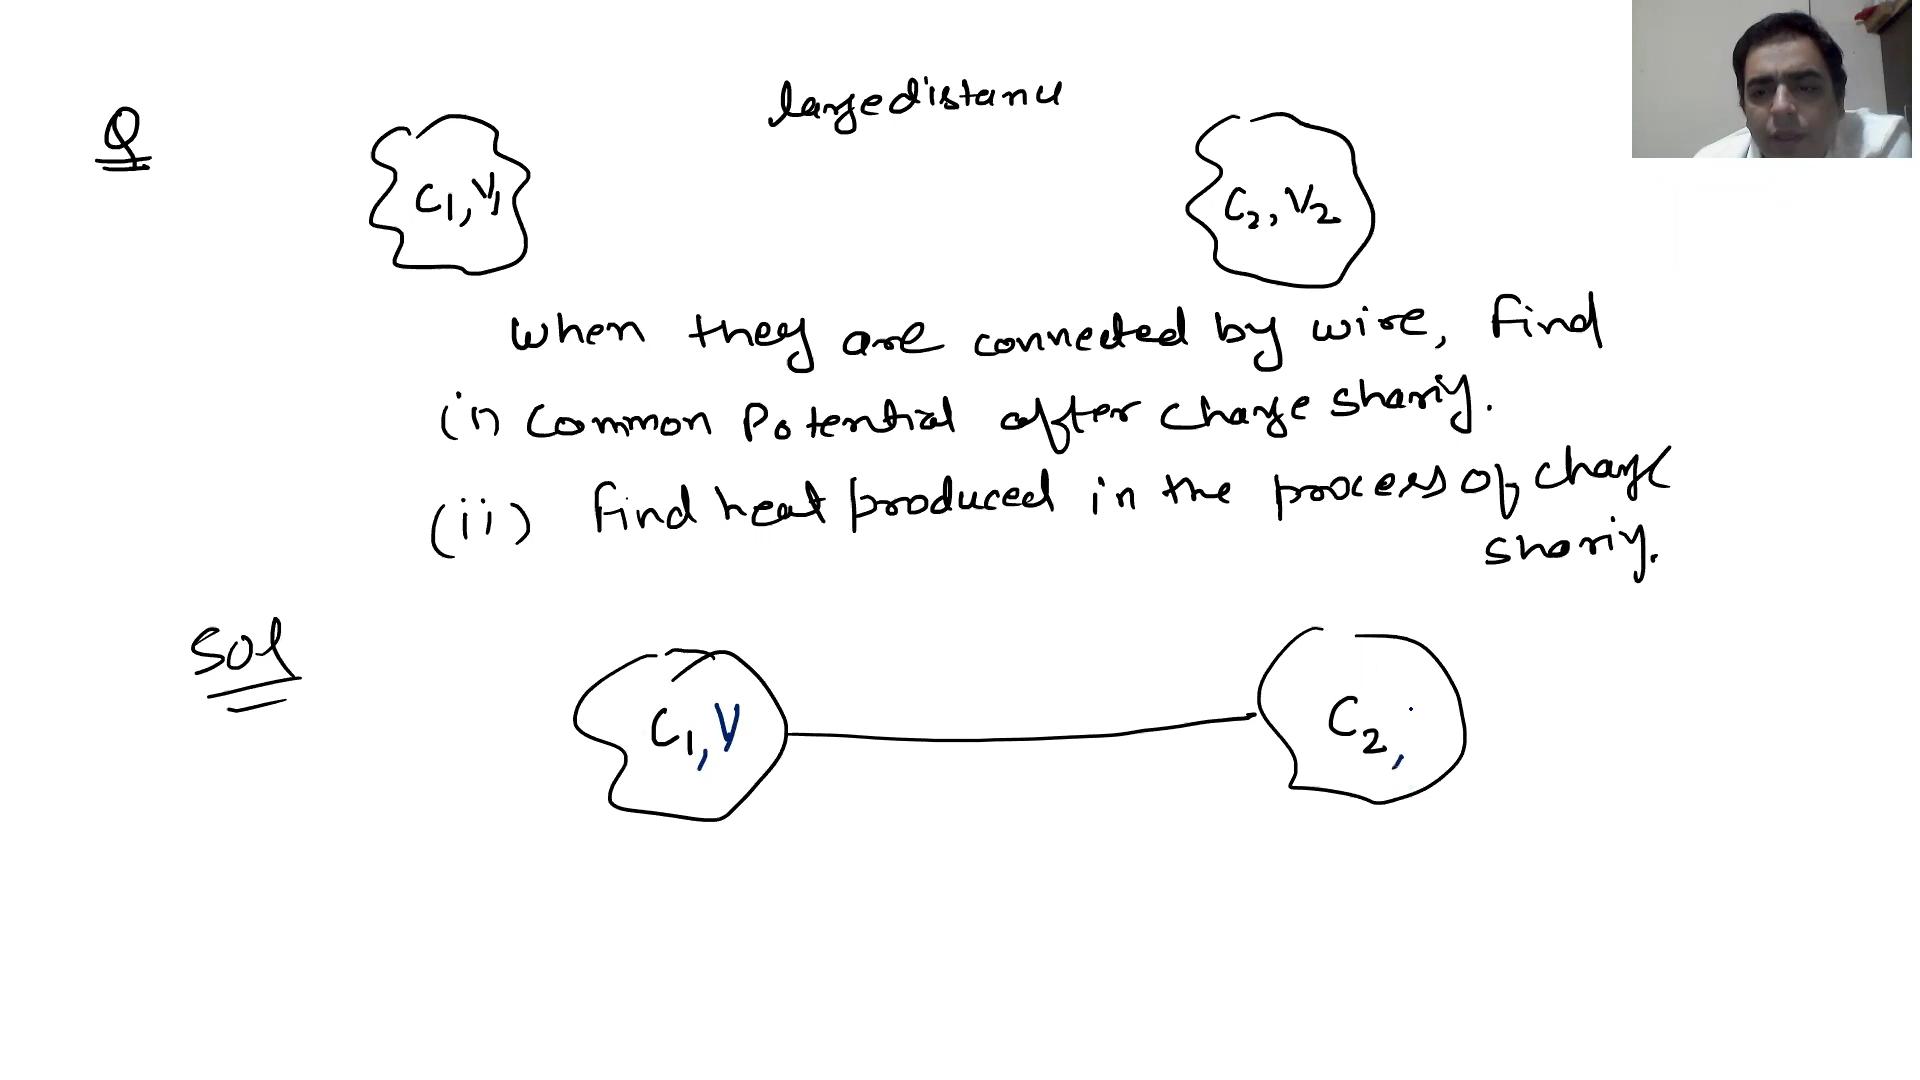 Q
large distance
C1, V1
C2, V2
When they are connected by wire, find
(i) Common Potential after charge sharing.
(ii) find heat produced in the process of charge
sharing.
Sol
C1, V
C2,